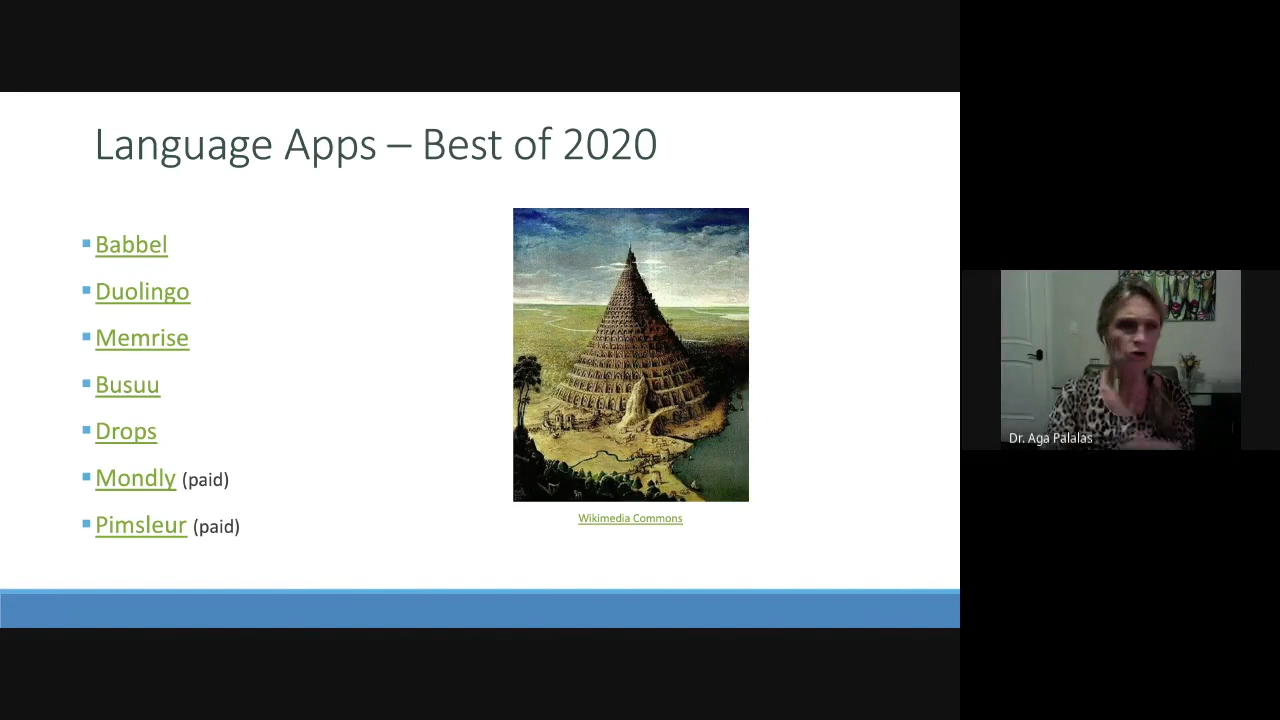 Language Apps – Best of 2020
Babbel
Duolingo
Memrise
Busuu
Drops
Mondly (paid)
Pimsleur (paid)
Wikimedia Commons
Dr. Aga Palalas